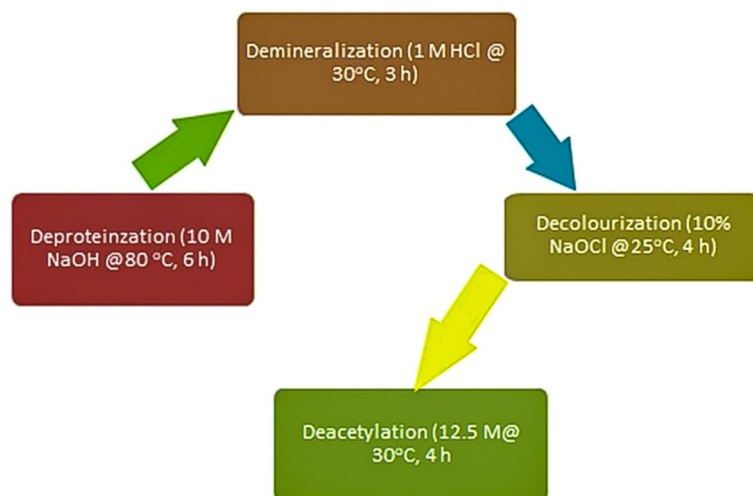 Demineralization (1 M HCl @
30°C, 3 h)
Decolourization (10%
NaOCl @25°C, 4 h)
Deproteinzation (10 M
NaOH @80 °C, 6 h)
Deacetylation (12.5 M@
30°C, 4 h